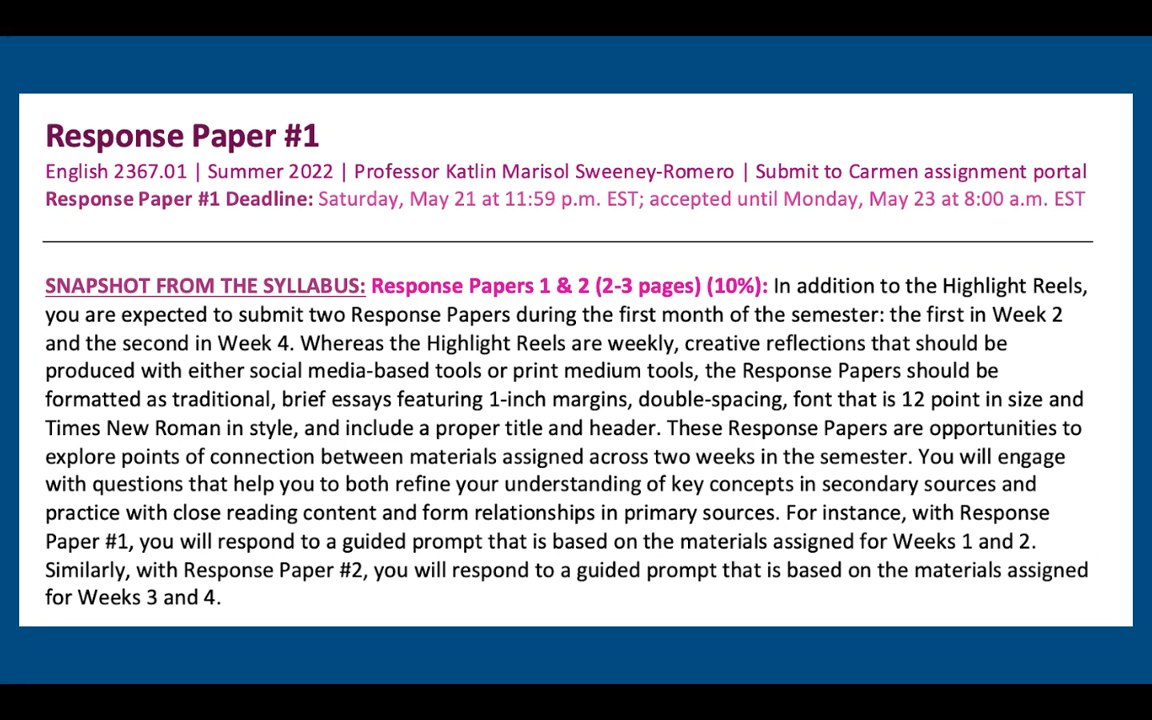 Response Paper #1
English 2367.01 | Summer 2022 | Professor Katlin Marisol Sweeney-Romero | Submit to Carmen assignment portal
Response Paper #1 Deadline: Saturday, May 21 at 11:59 p.m. EST; accepted until Monday, May 23 at 8:00 a.m. EST
SNAPSHOT FROM THE SYLLABUS: Response Papers 1 & 2 (2-3 pages) (10%): In addition to the Highlight Reels,
you are expected to submit two Response Papers during the first month of the semester: the first in Week 2
and the second in Week 4. Whereas the Highlight Reels are weekly, creative reflections that should be
produced with either social media-based tools or print medium tools, the Response Papers should be
formatted as traditional, brief essays featuring 1-inch margins, double-spacing, font that is 12 point in size and
Times New Roman in style, and include a proper title and header. These Response Papers are opportunities to
explore points of connection between materials assigned across two weeks in the semester. You will engage
with questions that help you to both refine your understanding of key concepts in secondary sources and
practice with close reading content and form relationships in primary sources. For instance, with Response
Paper #1, you will respond to a guided prompt that is based on the materials assigned for Weeks 1 and 2.
Similarly, with Response Paper #2, you will respond to a guided prompt that is based on the materials assigned
for Weeks 3 and 4.